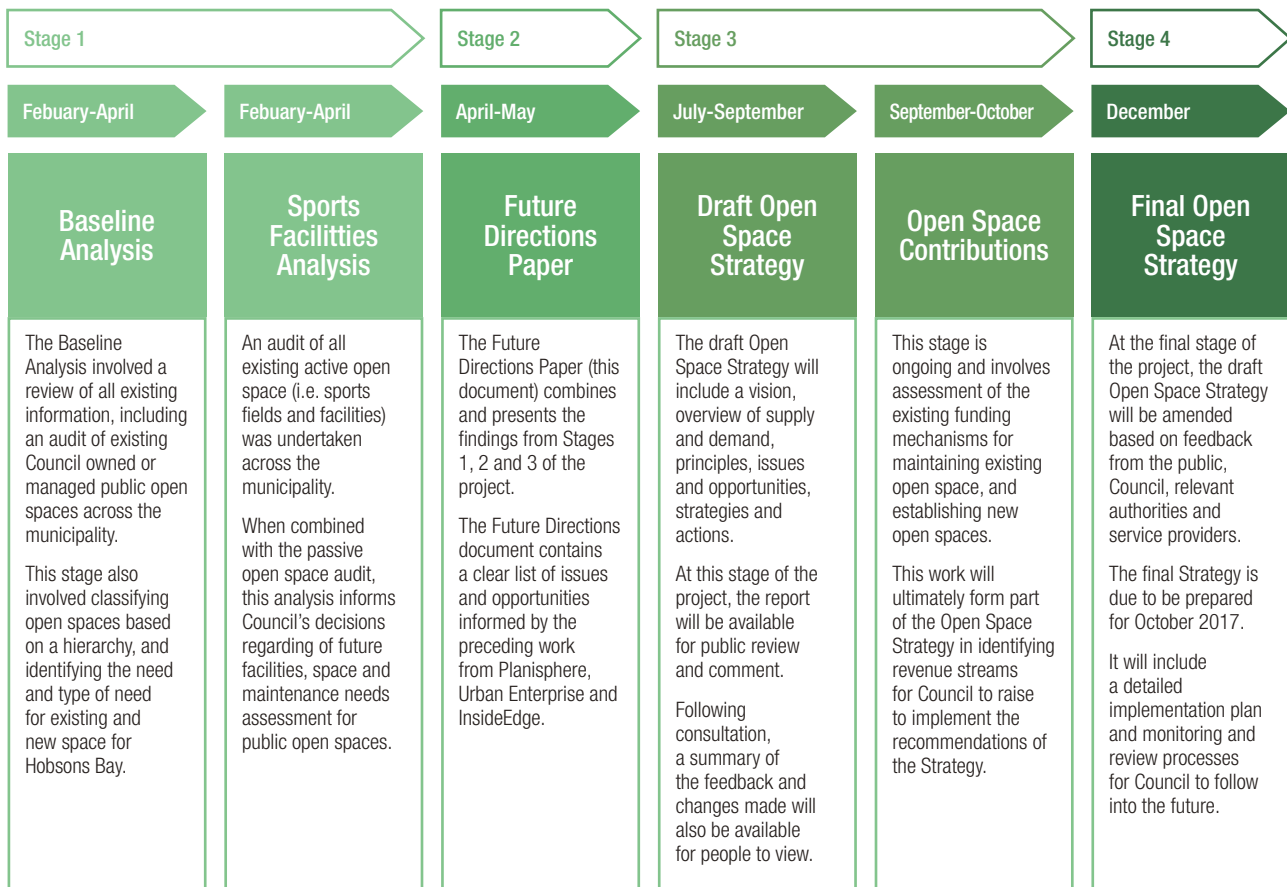 Stage 1
Stage 2
Stage 3
Stage 4
Febuary-April
Febuary-April
April-May
July-September
September-October
December
Baseline
Analysis
Sports
Facilitties
Analysis
Future
Directions
Paper
Draft Open
Space
Strategy
Open Space
Contributions
Final Open
Space
Strategy
The Baseline
Analysis involved a
review of all existing
information, including
an audit of existing
Council owned or
managed public open
spaces across the
municipality.
This stage also
involved classifying
open spaces based
on a hierarchy, and
identifying the need
and type of need
for existing and
new space for
Hobsons Bay.
An audit of all
existing active open
space (i.e. sports
fields and facilities)
was undertaken
across the
municipality.
When combined
with the passive
open space audit,
this analysis informs
Council's decisions
regarding of future
facilities, space and
maintenance needs
assessment for
public open spaces.
The Future
Directions Paper (this
document) combines
and presents the
findings from Stages
1, 2 and 3 of the
project.
The Future Directions
document contains
a clear list of issues
and opportunities
informed by the
preceding work
from Planisphere,
Urban Enterprise and
InsideEdge.
The draft Open
Space Strategy will
include a vision,
overview of supply
and demand,
principles, issues
and opportunities,
strategies and
actions.
At this stage of the
project, the report
will be available
for public review
and comment.
Following
consultation,
a summary of
the feedback and
changes made will
also be available
for people to view.
This stage is
ongoing and involves
assessment of the
existing funding
mechanisms for
maintaining existing
open space, and
establishing new
open spaces.
This work will
ultimately form part
of the Open Space
Strategy in identifying
revenue streams
for Council to raise
to implement the
recommendations of
the Strategy.
At the final stage of
the project, the draft
Open Space Strategy
will be amended
based on feedback
from the public,
Council, relevant
authorities and
service providers.
The final Strategy is
due to be prepared
for October 2017.
It will include
a detailed
implementation plan
and monitoring and
review processes
for Council to follow
into the future.